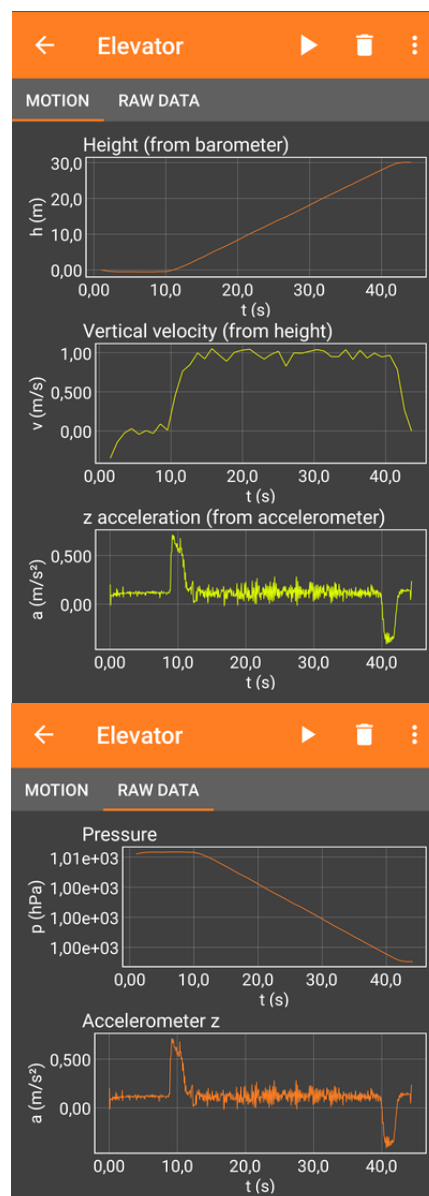 Elevator
MOTION RAW DATA
Height (from barometer)
30,0
20,0
10,0
0,00
h (m)
0,00 10,0 20,0 30,0 40,0
t (s)
Vertical velocity (from height)
1,00
0,500
0,00
v (m/s)
0,00 10,0 20,0 30,0 40,0
t (s)
z acceleration (from accelerometer)
0,500
0,00
a (m/s²)
0,00 10,0 20,0 30,0 40,0
t (s)
Elevator
MOTION RAW DATA
Pressure
1,01e+03
1,00e+03
1,00e+03
1,00e+03
p (hPa)
0,00 10,0 20,0 30,0 40,0
t (s)
Accelerometer z
0,500
0,00
a (m/s²)
0,00 10,0 20,0 30,0 40,0
t (s)